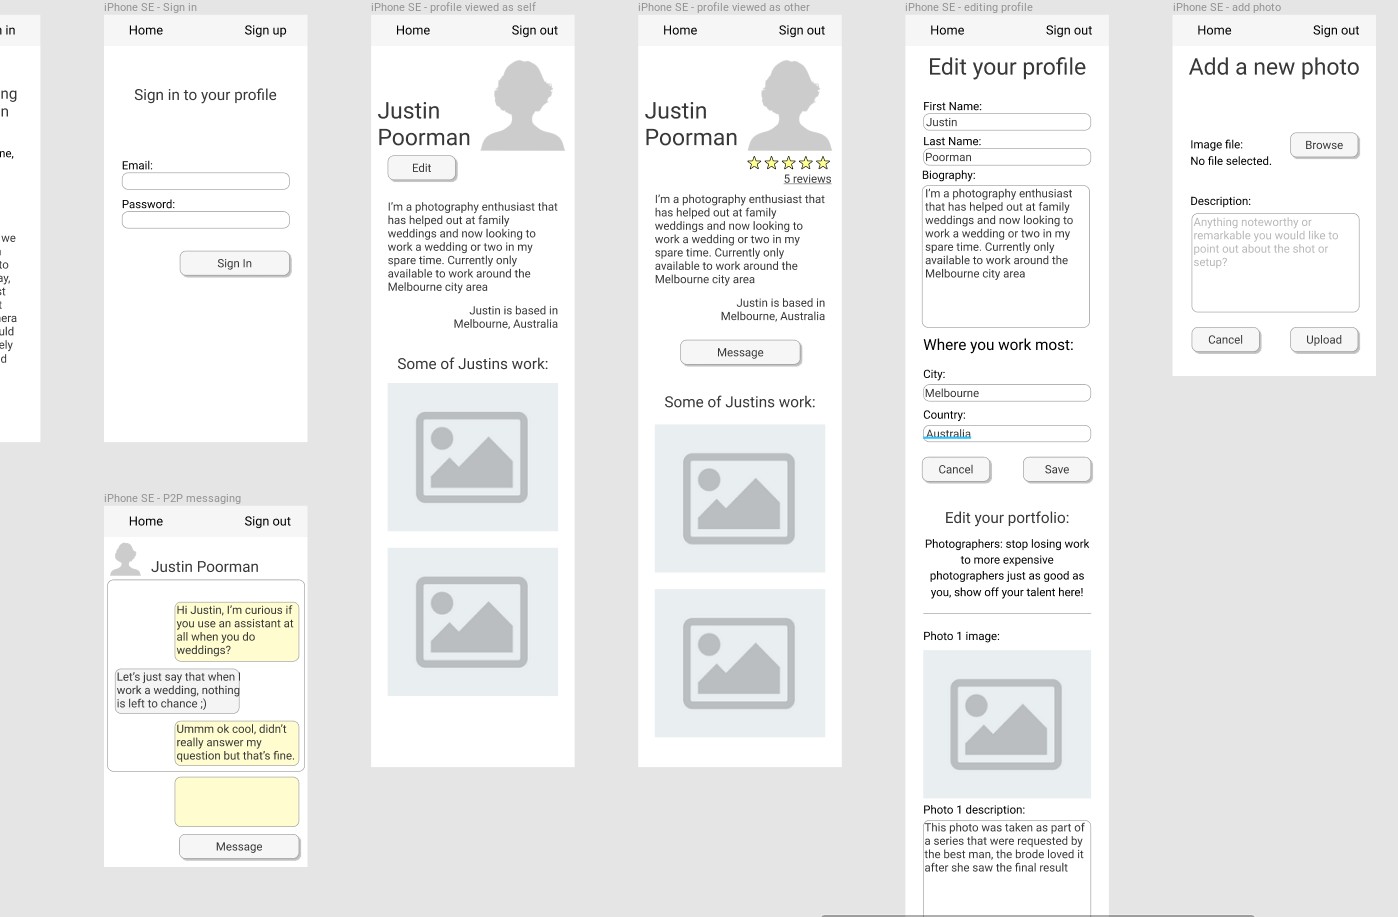 iPhone SE - Sign in
iPhone SE - profile viewed as self
iPhone SE - profile viewed as other
iPhone SE - editing profile
iPhone SE - add photo
in
ng
n
ne,
we
to
ay,
st
t
nera
uld
ely
d
Home
Sign up
Sign in to your profile
Email:
Password:
Sign In
iPhone SE - P2P messaging
Home
Sign out
Justin Poorman
Hi Justin, I'm curious if
you use an assistant at
all when you do
weddings?
Let's just say that when I
work a wedding, nothing
is left to chance ;)
Ummm ok cool, didn't
really answer my
question but that's fine.
Message
Home
Sign out
Justin
Poorman
Edit
I'm a photography enthusiast that
has helped out at family
weddings and now looking to
work a wedding or two in my
spare time. Currently only
available to work around the
Melbourne city area
Justin is based in
Melbourne, Australia
Some of Justins work:
Home
Sign out
Justin
Poorman
5 reviews
I'm a photography enthusiast that
has helped out at family
weddings and now looking to
work a wedding or two in my
spare time. Currently only
available to work around the
Melbourne city area
Justin is based in
Melbourne, Australia
Message
Some of Justins work:
Home
Sign out
Edit your profile
First Name:
Justin
Last Name:
Poorman
Biography:
I'm a photography enthusiast
that has helped out at family
weddings and now looking to
work a wedding or two in my
spare time. Currently only
available to work around the
Melbourne city area
Where you work most:
City:
Melbourne
Country:
Australia
Cancel
Save
Edit your portfolio:
Photographers: stop losing work
to more expensive
photographers just as good as
you, show off your talent here!
Photo 1 image:
Photo 1 description:
This photo was taken as part of
a series that were requested by
the best man, the brode loved it
after she saw the final result
Home
Sign out
Add a new photo
Image file:
No file selected.
Browse
Description:
Anything noteworthy or
remarkable you would like to
point out about the shot or
setup?
Cancel
Upload